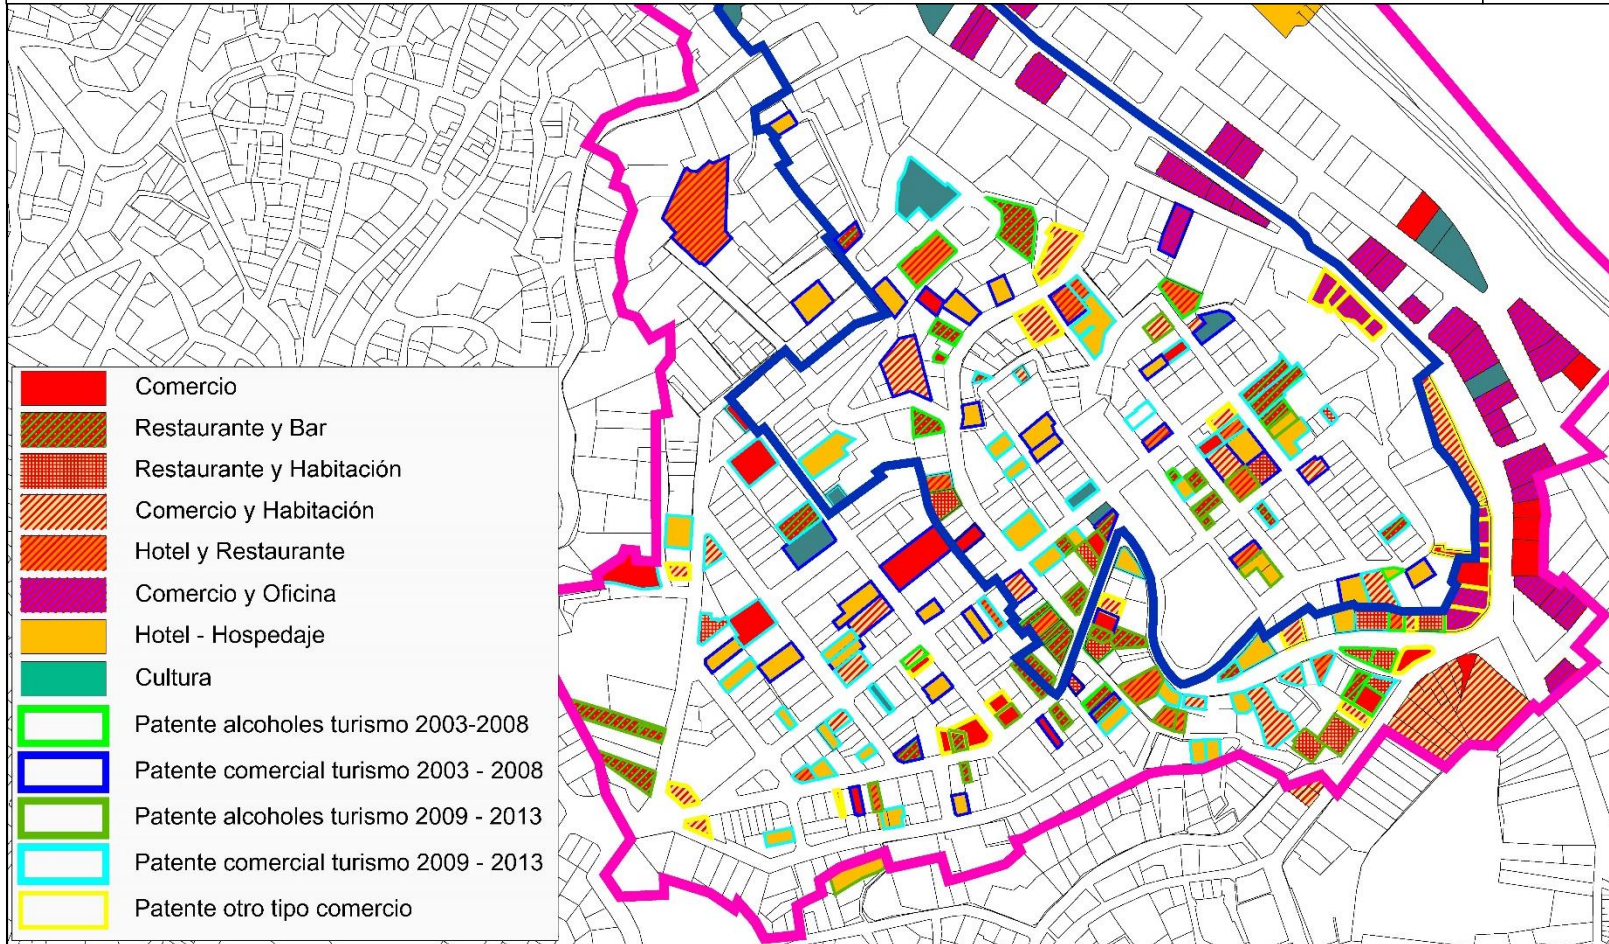 Comercio
Restaurante y Bar
Restaurante y Habitación
Comercio y Habitación
Hotel y Restaurante
Comercio y Oficina
Hotel - Hospedaje
Cultura
Patente alcoholes turismo 2003-2008
Patente comercial turismo 2003 - 2008
Patente alcoholes turismo 2009 - 2013
Patente comercial turismo 2009 - 2013
Patente otro tipo comercio